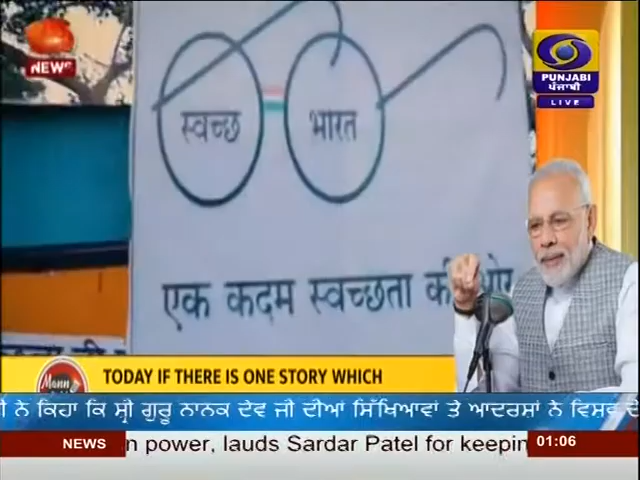 NEWS
PUNJABI
ਪੰਜਾਬੀ
LIVE
स्वच्छ
भारत
एक कदम स्वच्छता की ओर
Mann
TODAY IF THERE IS ONE STORY WHICH
ਨੇ ਕਿਹਾ ਕਿ ਸ੍ਰੀ ਗੁਰੂ ਨਾਨਕ ਦੇਵ ਜੀ ਦੀਆਂ ਸਿੱਖਿਆਵਾਂ ਤੇ ਆਦਰਸ਼ਾਂ ਨੇ ਵਿਸ਼ਵ
NEWS
n power, lauds Sardar Patel for keepin
01:06